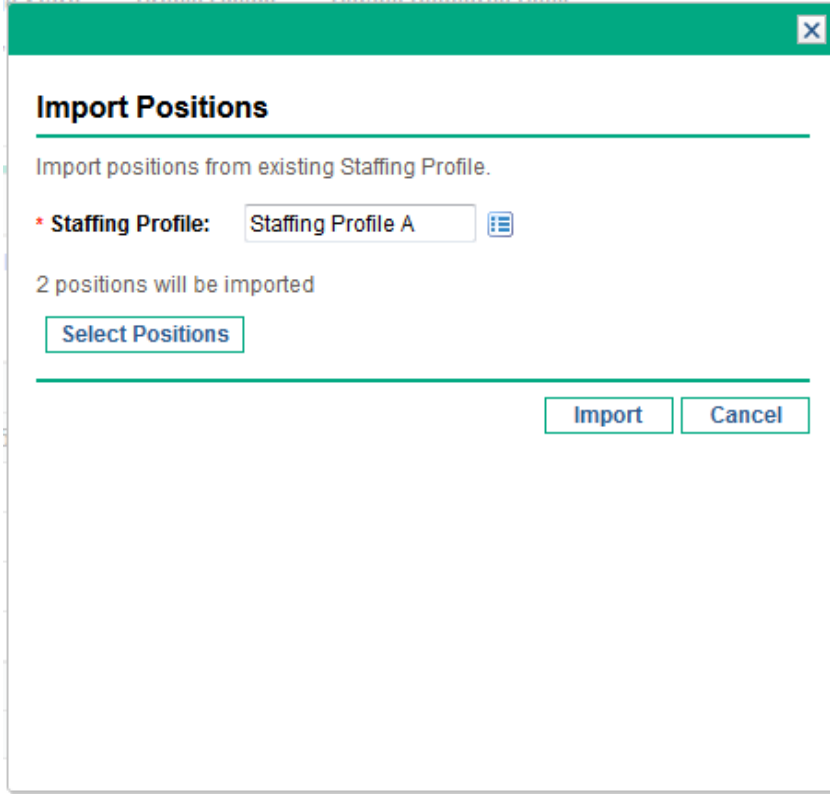 Import Positions
Import positions from existing Staffing Profile.
* Staffing Profile: Staffing Profile A
2 positions will be imported
Select Positions
Import Cancel